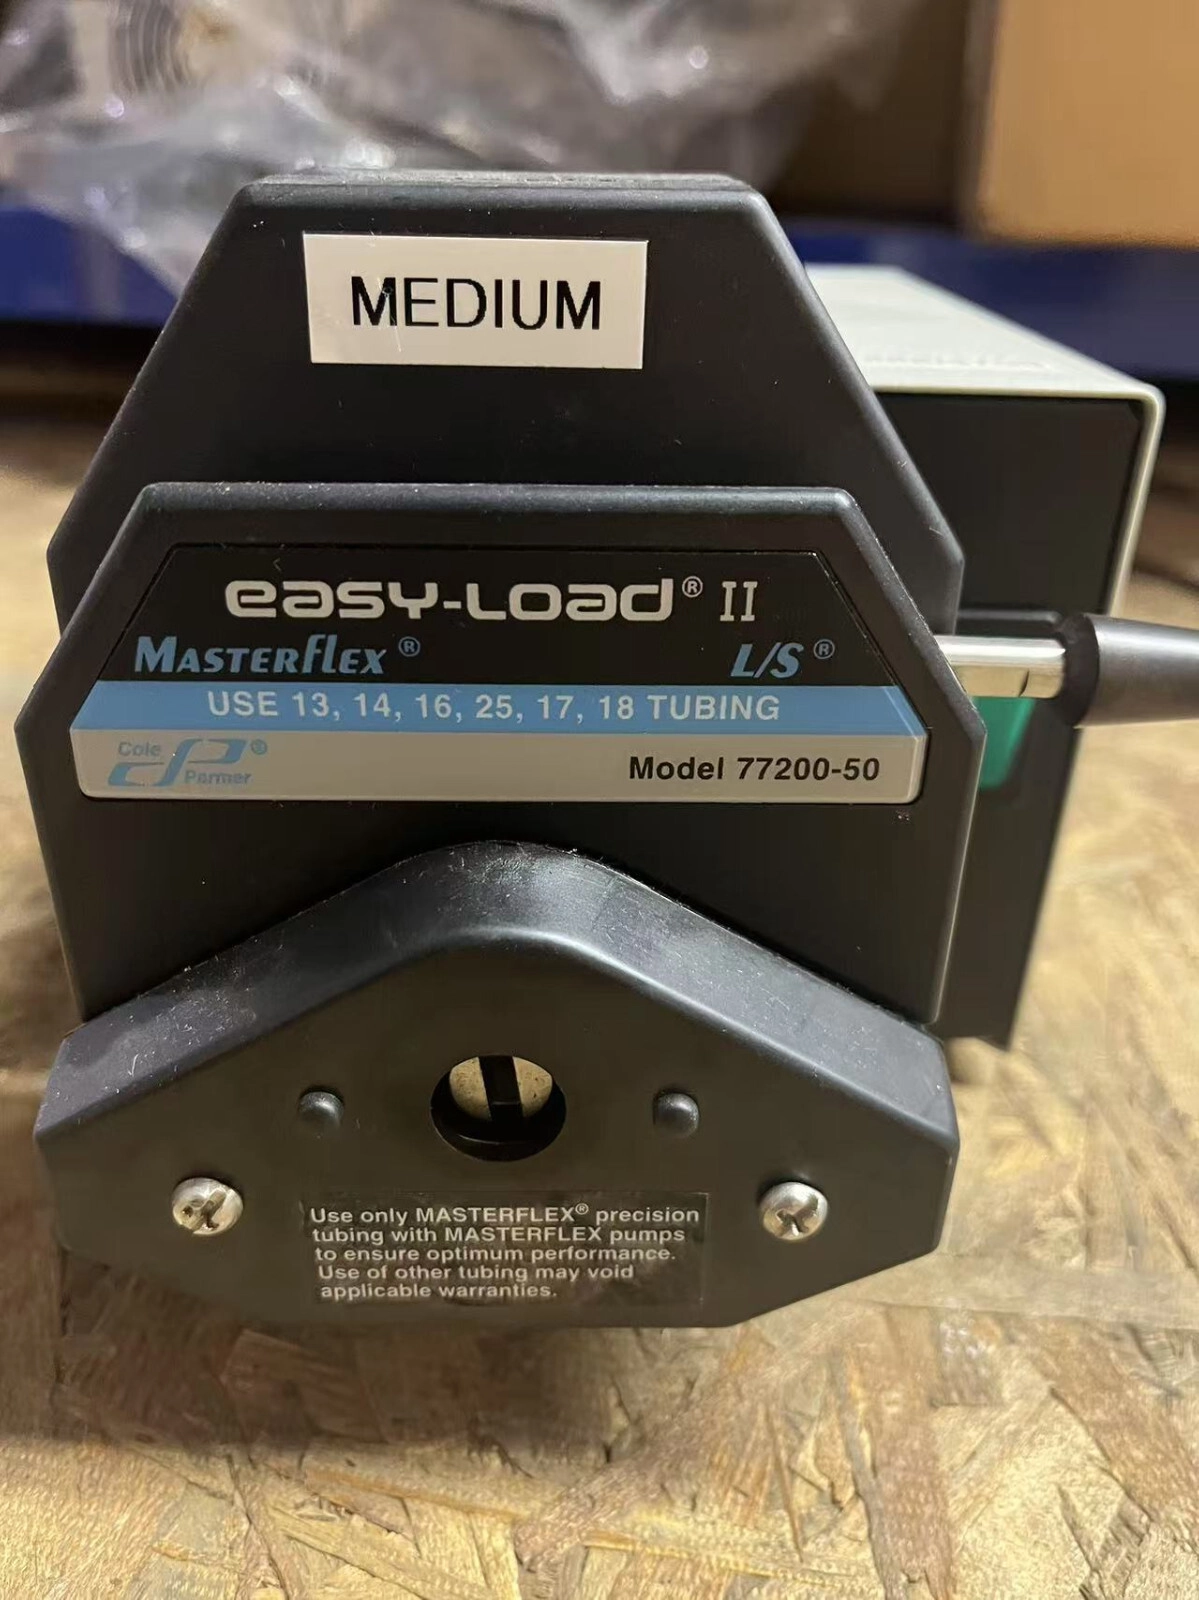 MEDIUM
easy-Load® II
MASTERflEX® L/S®
USE 13, 14, 16, 25, 17, 18 TUBING
Cole Parmer®
Model 77200-50
Use only MASTERFLEX® precision
tubing with MASTERFLEX pumps
to ensure optimum performance.
Use of other tubing may void
applicable warranties.